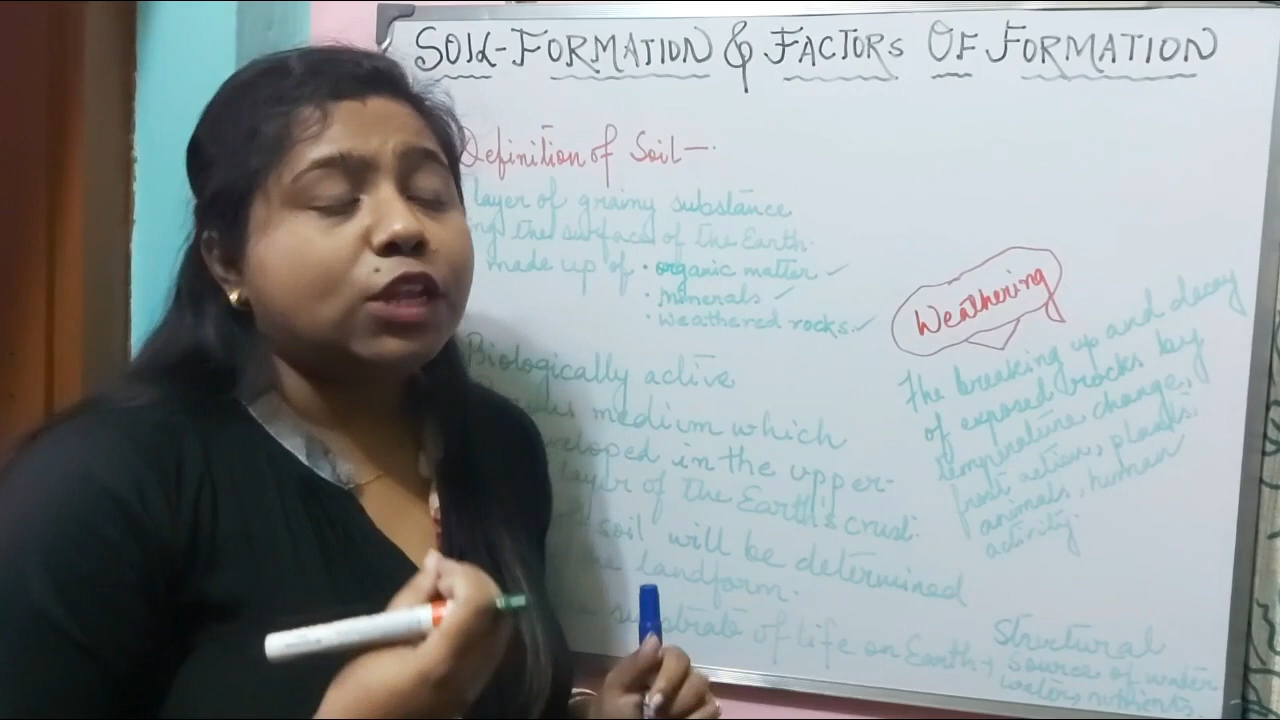 SOIL-FORMATION & FACTORS OF FORMATION
Definition of Soil-
layer of grainy substance
the surface of the Earth.
made up of • organic matter ✓
• minerals ✓
• weathered rocks ✓
Biologically active
medium which
developed in the upper-
layer of the Earth's crust.
soil will be determined
landform.
substrate of life on Earth,
Structural
source of water
water, nutrients
Weathering
The breaking up and decay
of exposed rocks by
temperature change,
frost action, plants,
animals, human
activity.